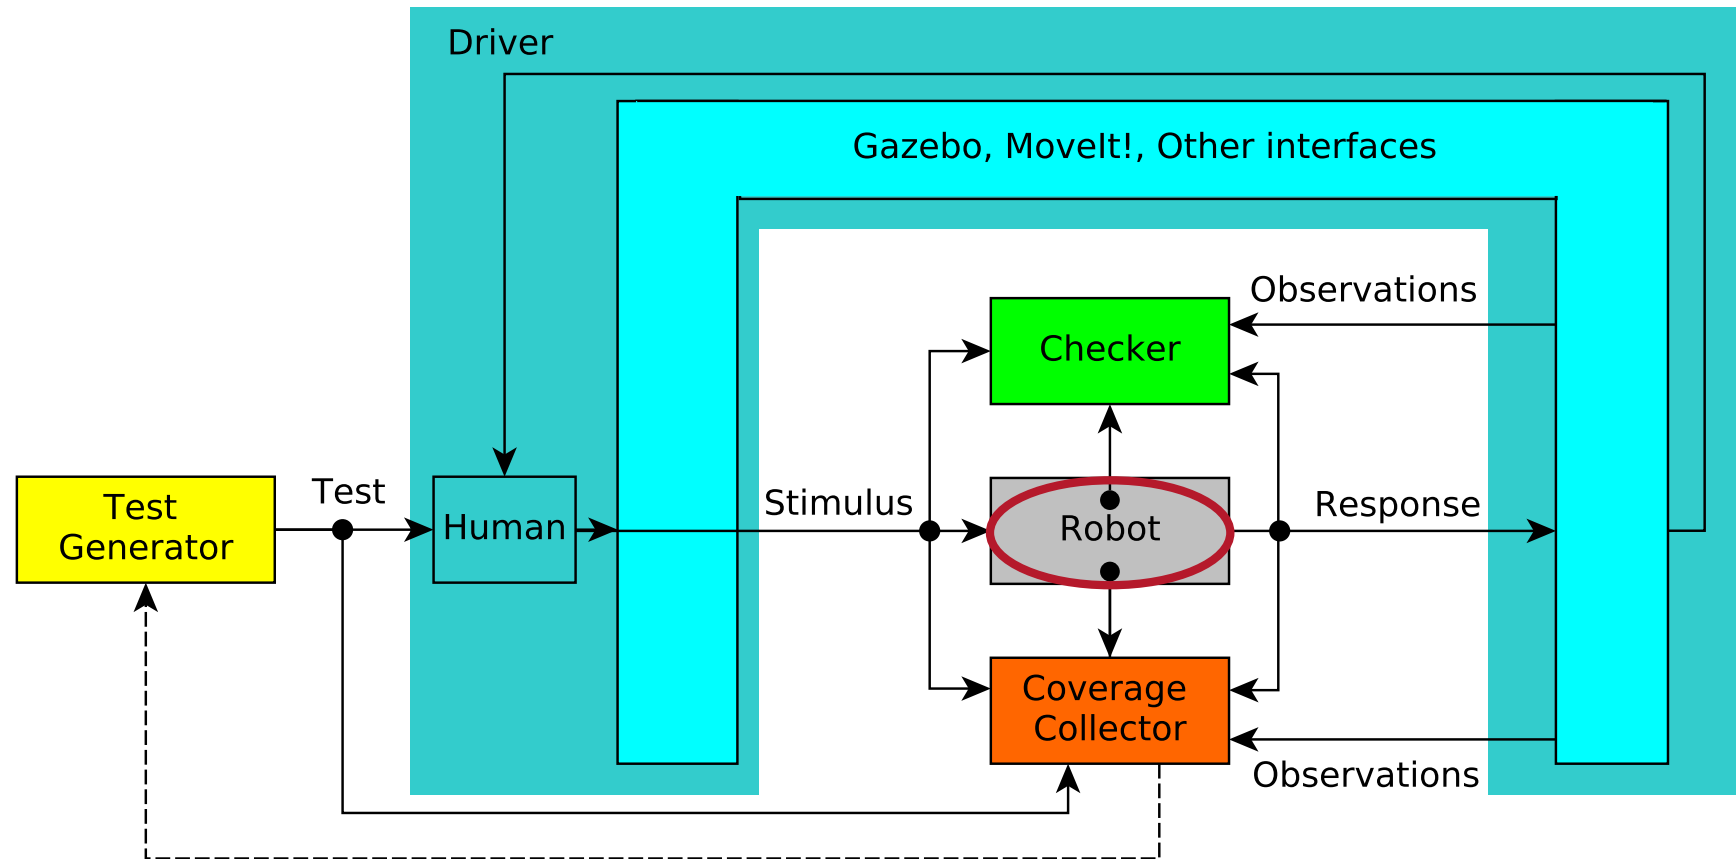 Driver
Gazebo, MoveIt!, Other interfaces
Observations
Checker
Test
Generator
Test
Human
Stimulus
Robot
Response
Coverage
Collector
Observations